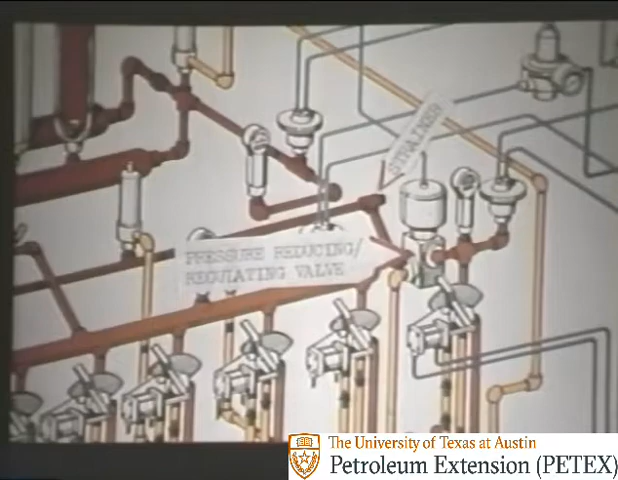 STRAINER
PRESSURE REDUCING/
REGULATING VALVE
The University of Texas at Austin
Petroleum Extension (PETEX)